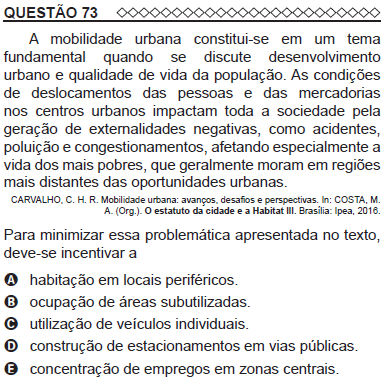 QUESTÃO 73
A mobilidade urbana constitui-se em um tema
fundamental quando se discute desenvolvimento
urbano e qualidade de vida da população. As condições
de deslocamentos das pessoas e das mercadorias
nos centros urbanos impactam toda a sociedade pela
geração de externalidades negativas, como acidentes,
poluição e congestionamentos, afetando especialmente a
vida dos mais pobres, que geralmente moram em regiões
mais distantes das oportunidades urbanas.
CARVALHO, C. H. R. Mobilidade urbana: avanços, desafios e perspectivas. In: COSTA, M.
A. (Org.). O estatuto da cidade e a Habitat III. Brasília: Ipea, 2016.
Para minimizar essa problemática apresentada no texto,
deve-se incentivar a
A habitação em locais periféricos.
B ocupação de áreas subutilizadas.
C utilização de veículos individuais.
D construção de estacionamentos em vias públicas.
E concentração de empregos em zonas centrais.